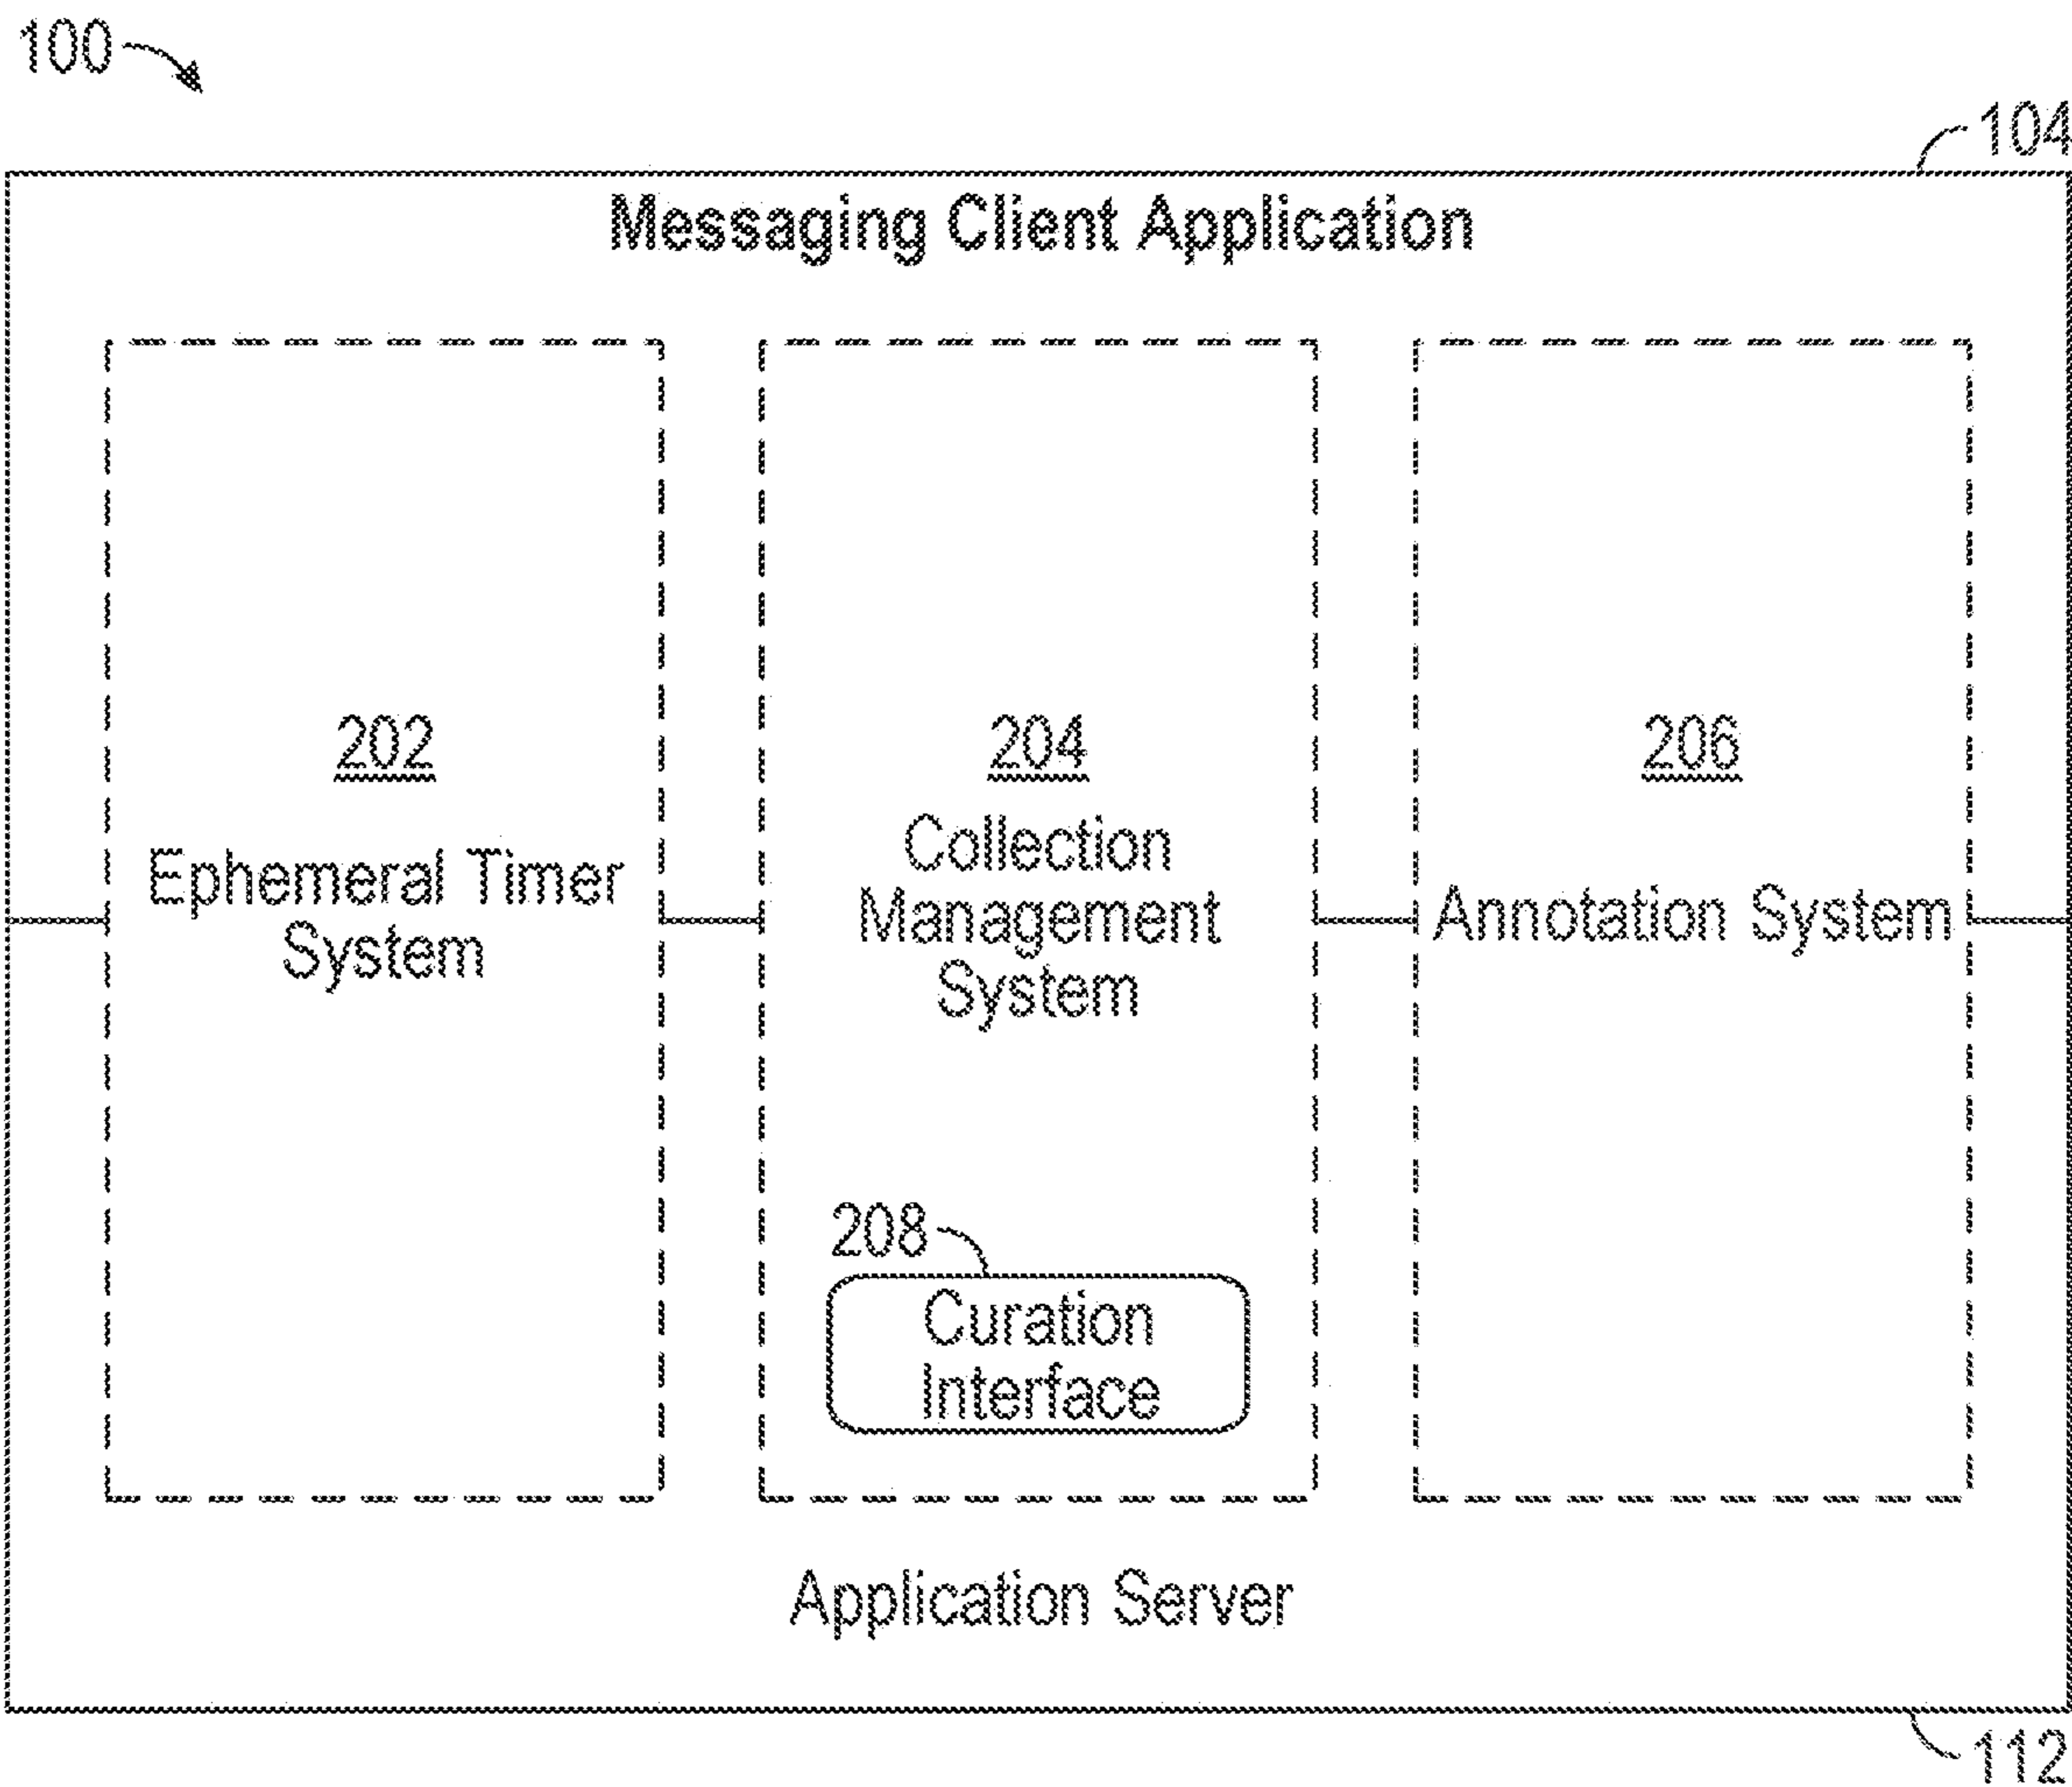 100
104
Messaging Client Application
202
Ephemeral Timer
System
204
Collection
Management
System
206
Annotation System
208
Curation
Interface
Application Server
112